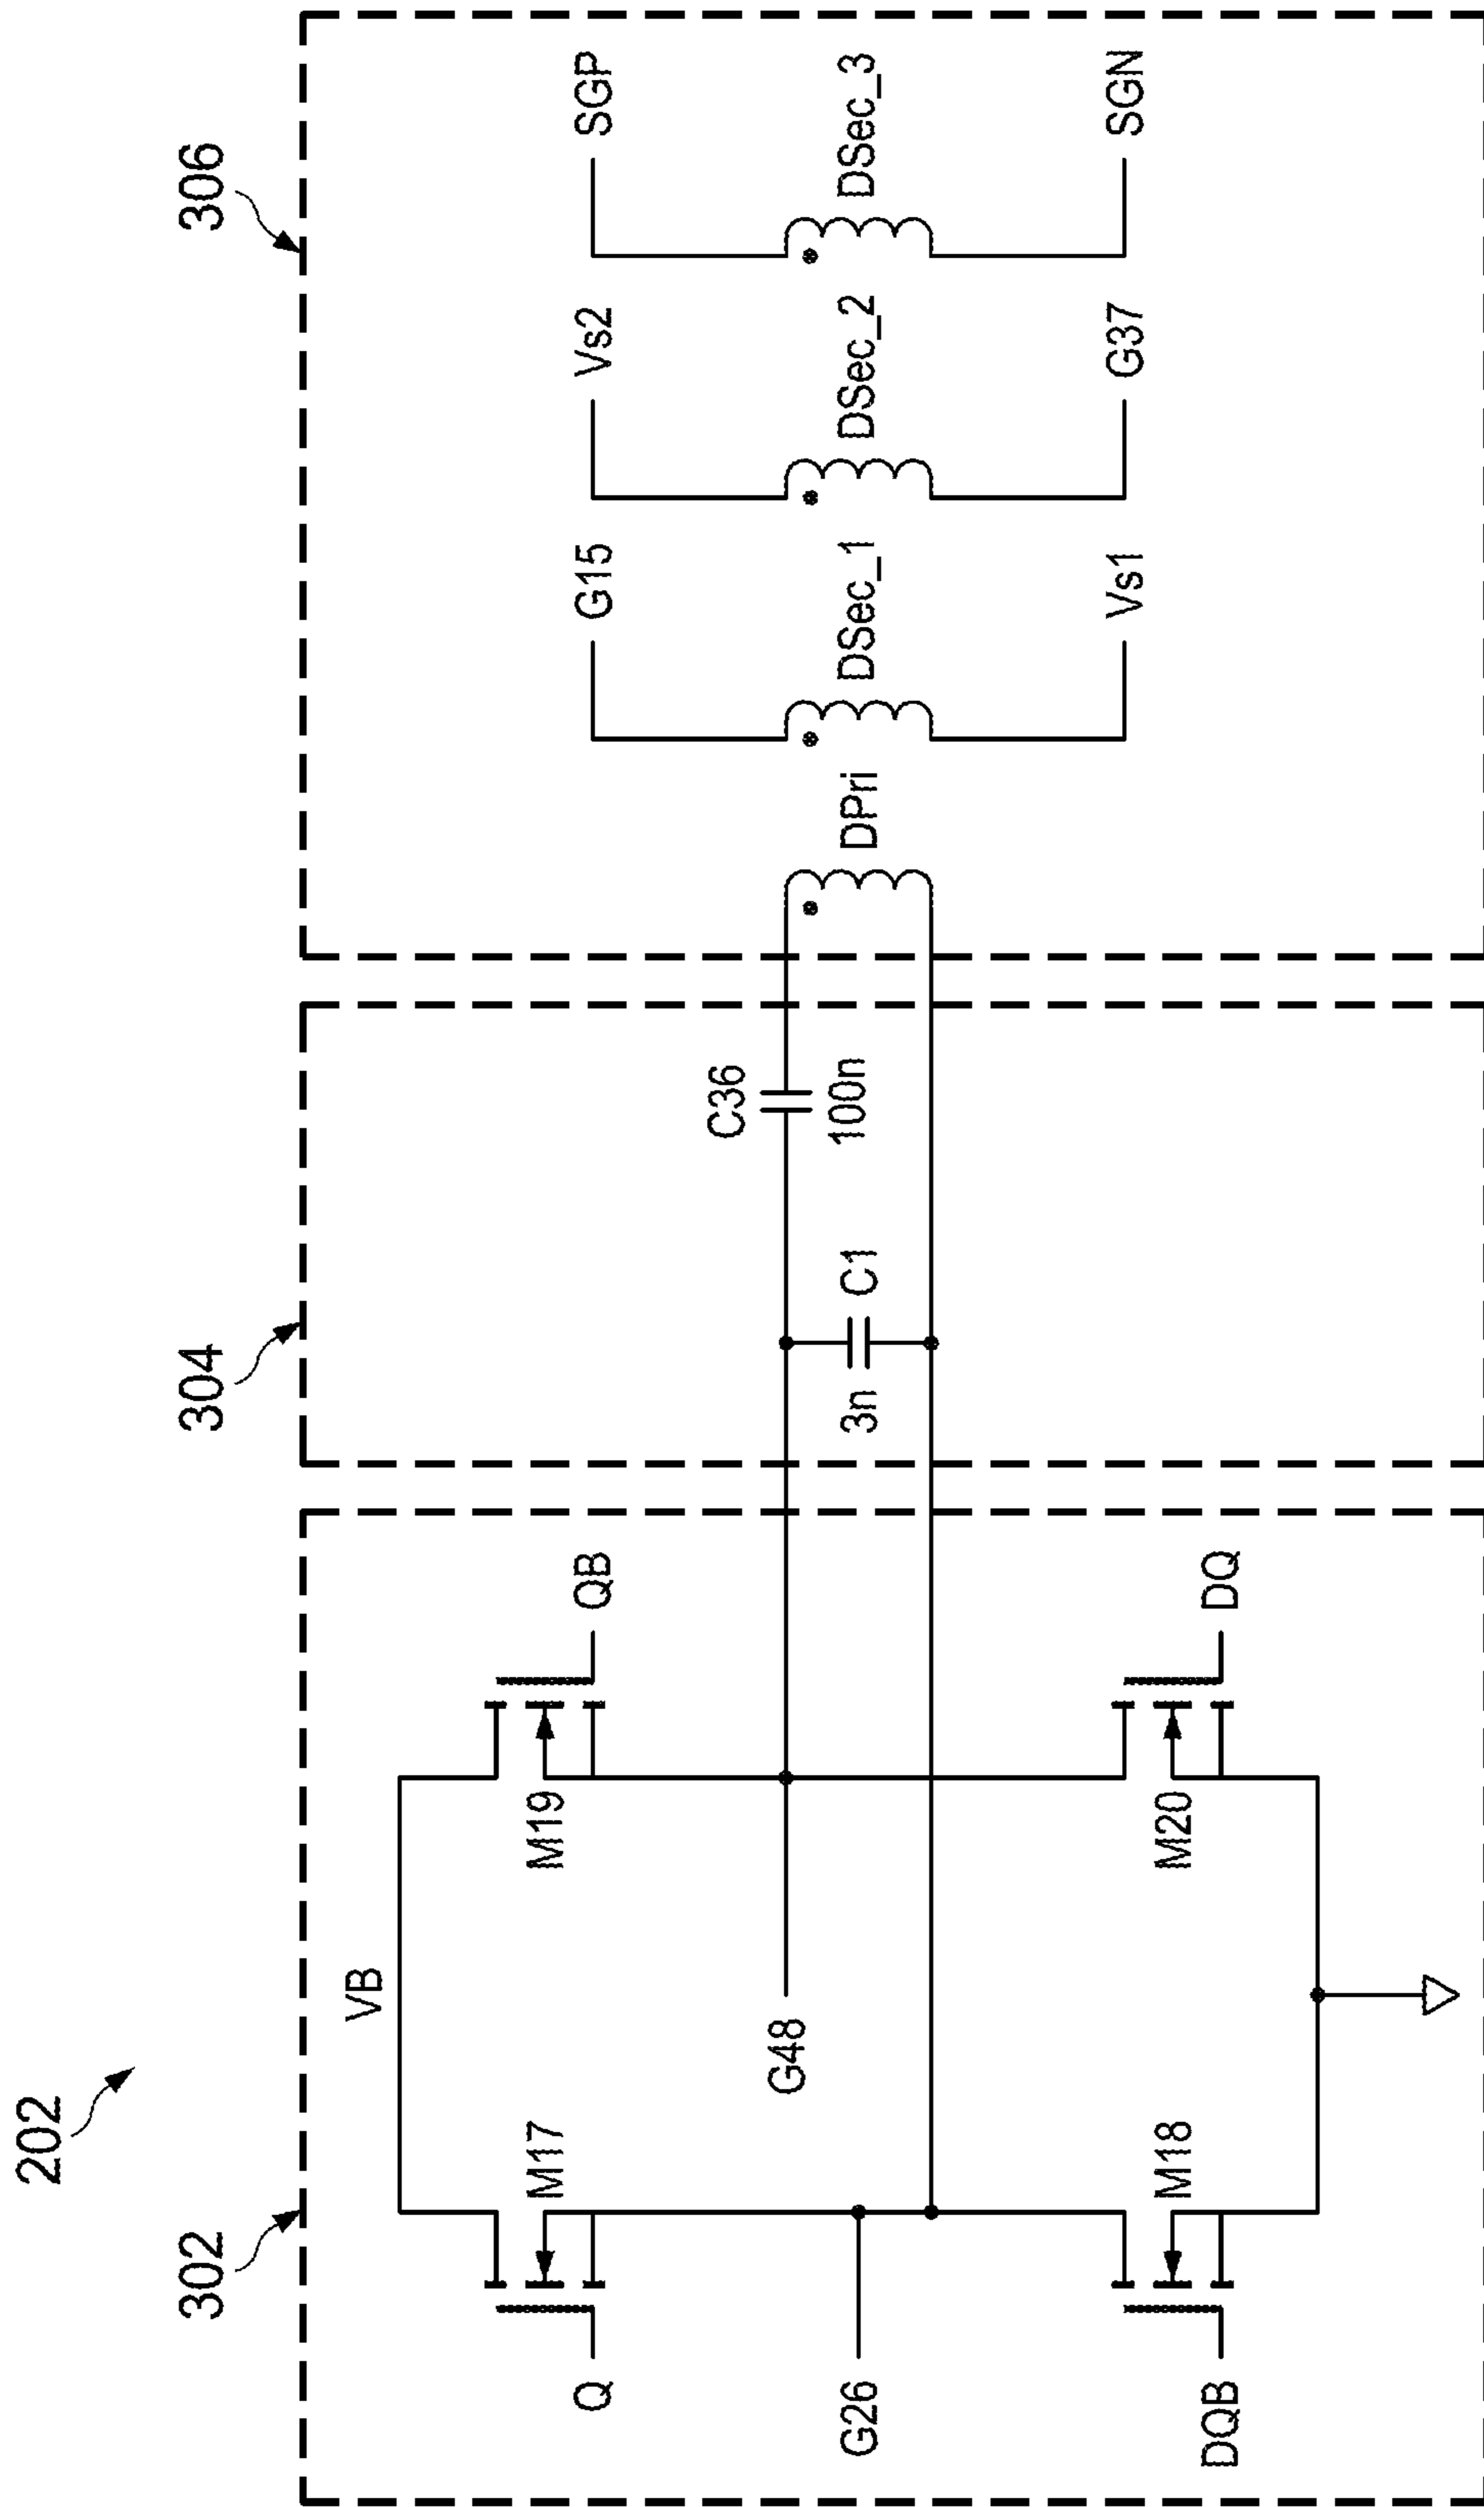 202
302
304
306
VB
M17
M19
Q
QB
G48
G26
M18
M20
DQB
DQ
C36
100n
3n
C1
DPri
G15
DSec_1
Vs1
Vs2
DSec_2
G37
SGP
DSec_3
SGN